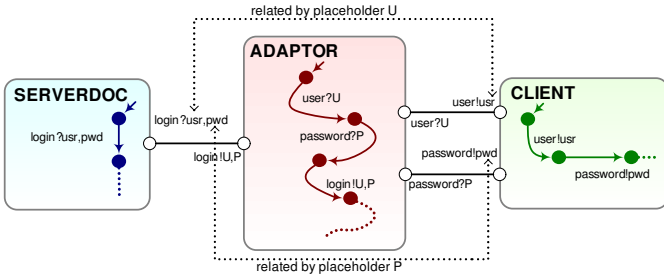 related by placeholder U
ADAPTOR
SERVERDOC
CLIENT
user?U
login?usr,pwd
user!usr
user?U
login?usr,pwd
password?P
user!usr
login!U,P
password!pwd
login!U,P
password?P
password!pwd
related by placeholder P